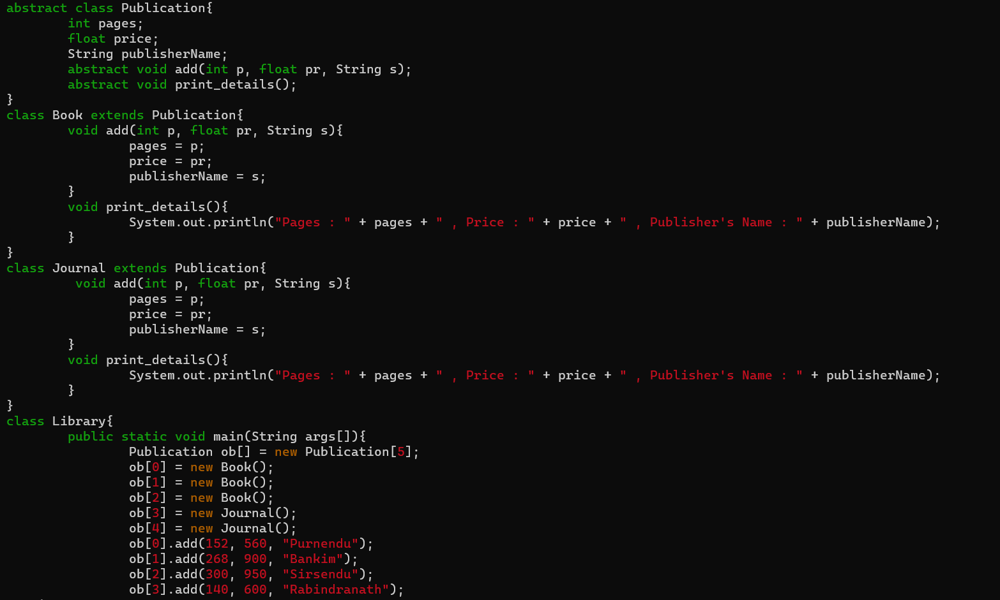 abstract class Publication{
        int pages;
        float price;
        String publisherName;
        abstract void add(int p, float pr, String s);
        abstract void print_details();
}
class Book extends Publication{
        void add(int p, float pr, String s){
                pages = p;
                price = pr;
                publisherName = s;
        }
        void print_details(){
                System.out.println("Pages : " + pages + " , Price : " + price + " , Publisher's Name : " + publisherName);
        }
}
class Journal extends Publication{
         void add(int p, float pr, String s){
                pages = p;
                price = pr;
                publisherName = s;
        }
        void print_details(){
                System.out.println("Pages : " + pages + " , Price : " + price + " , Publisher's Name : " + publisherName);
        }
}
class Library{
        public static void main(String args[]){
                Publication ob[] = new Publication[5];
                ob[0] = new Book();
                ob[1] = new Book();
                ob[2] = new Book();
                ob[3] = new Journal();
                ob[4] = new Journal();
                ob[0].add(152, 560, "Purnendu");
                ob[1].add(268, 900, "Bankim");
                ob[2].add(300, 950, "Sirsendu");
                ob[3].add(140, 600, "Rabindranath");